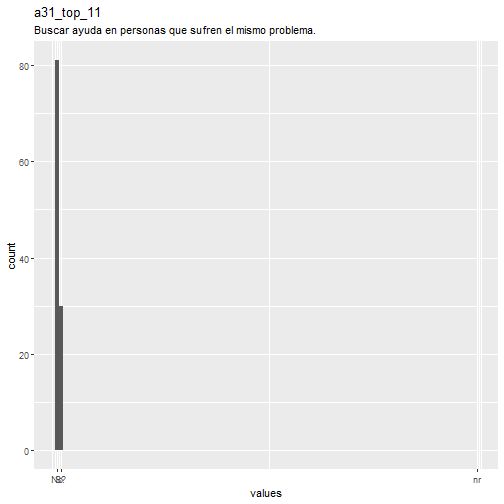 a31_top_11
Buscar ayuda en personas que sufren el mismo problema.
80
60
40
20
0
count
nr
values